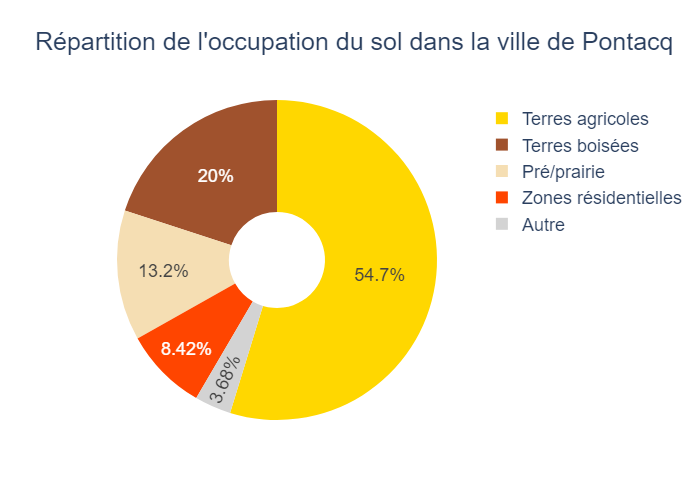 Répartition de l'occupation du sol dans la ville de Pontacq
Terres agricoles
Terres boisées
Pré/prairie
Zones résidentielles
Autre
20%
54.7%
13.2%
8.42%
3.68%